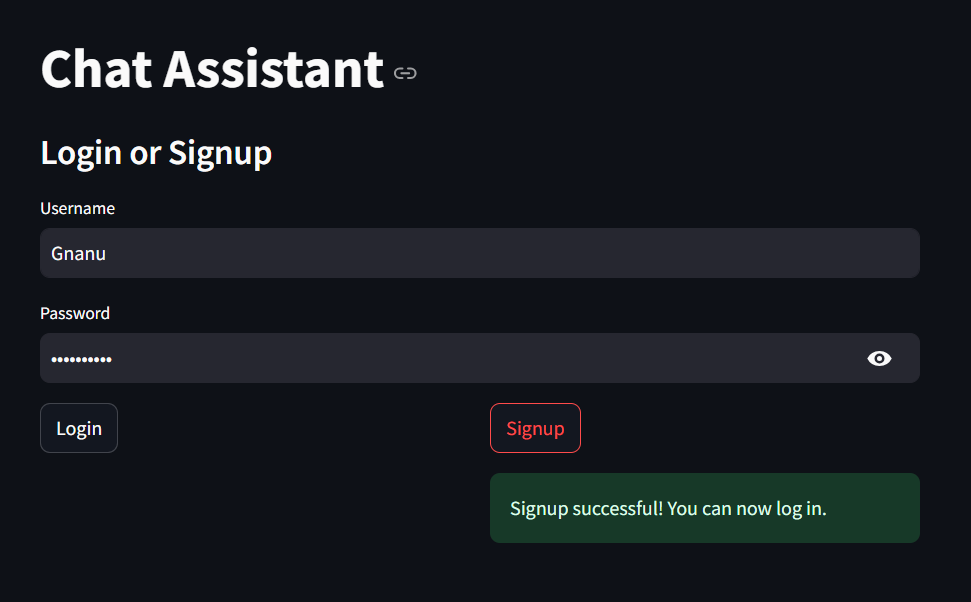 Chat Assistant
Login or Signup
Username
Gnanu
Password
••••••••••
Login
Signup
Signup successful! You can now log in.